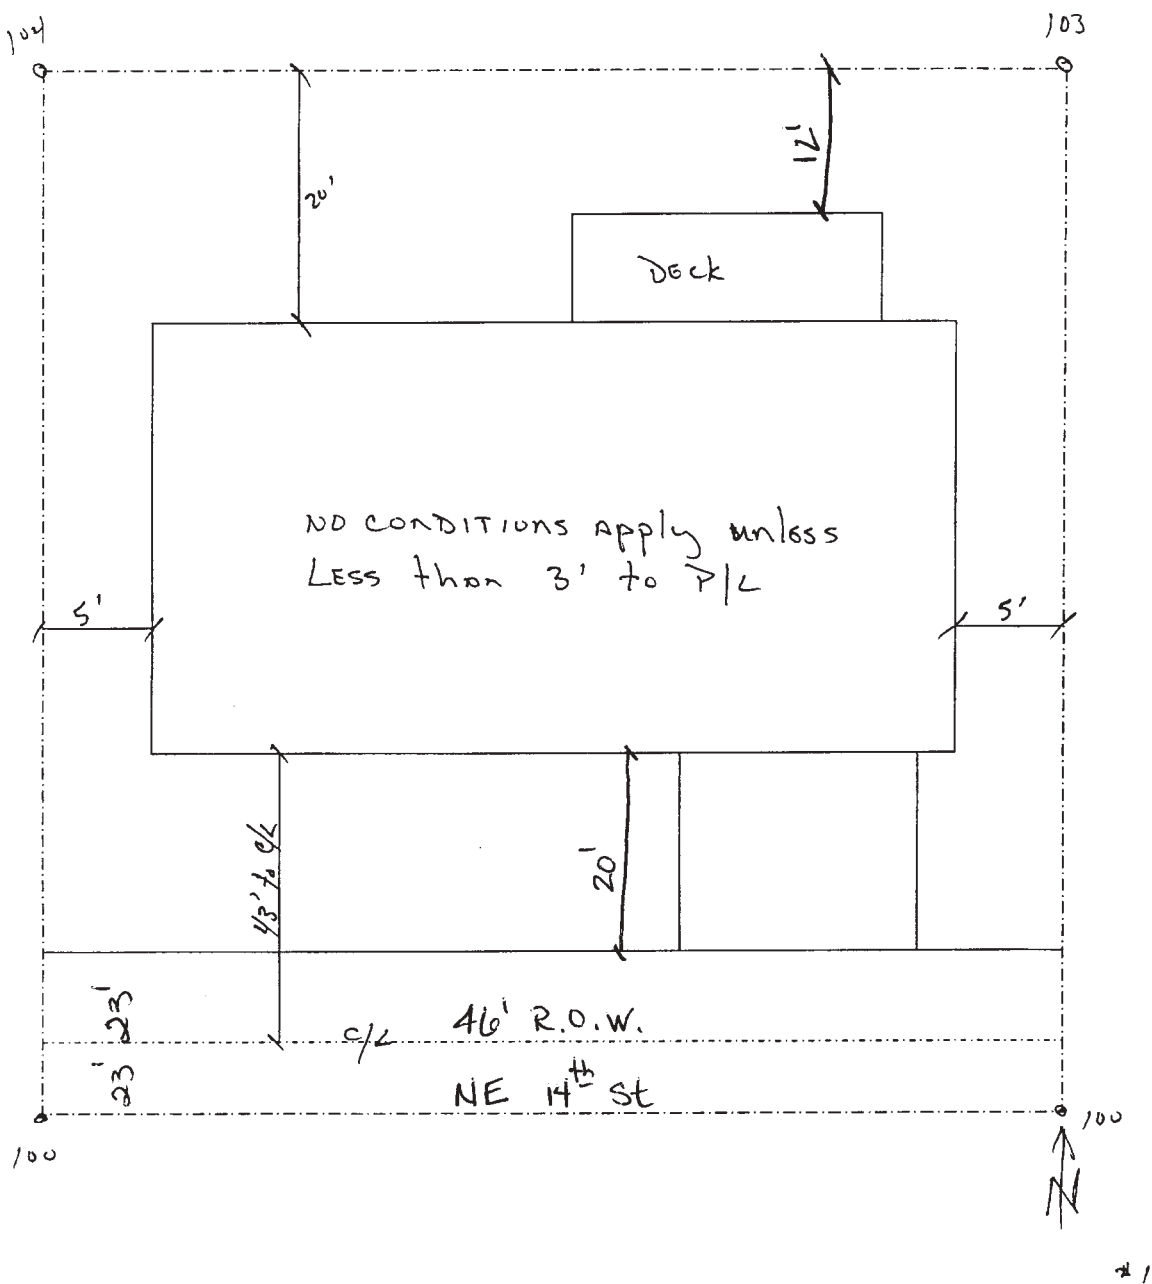 104
103
20'
12'
DECK
NO CONDITIONS Apply unless
LESS than 3' to P/L
5'
5'
43' to C/L
20'
23'
46' R.O.W.
C/L
23'
NE 14th St
100
100
N
#1